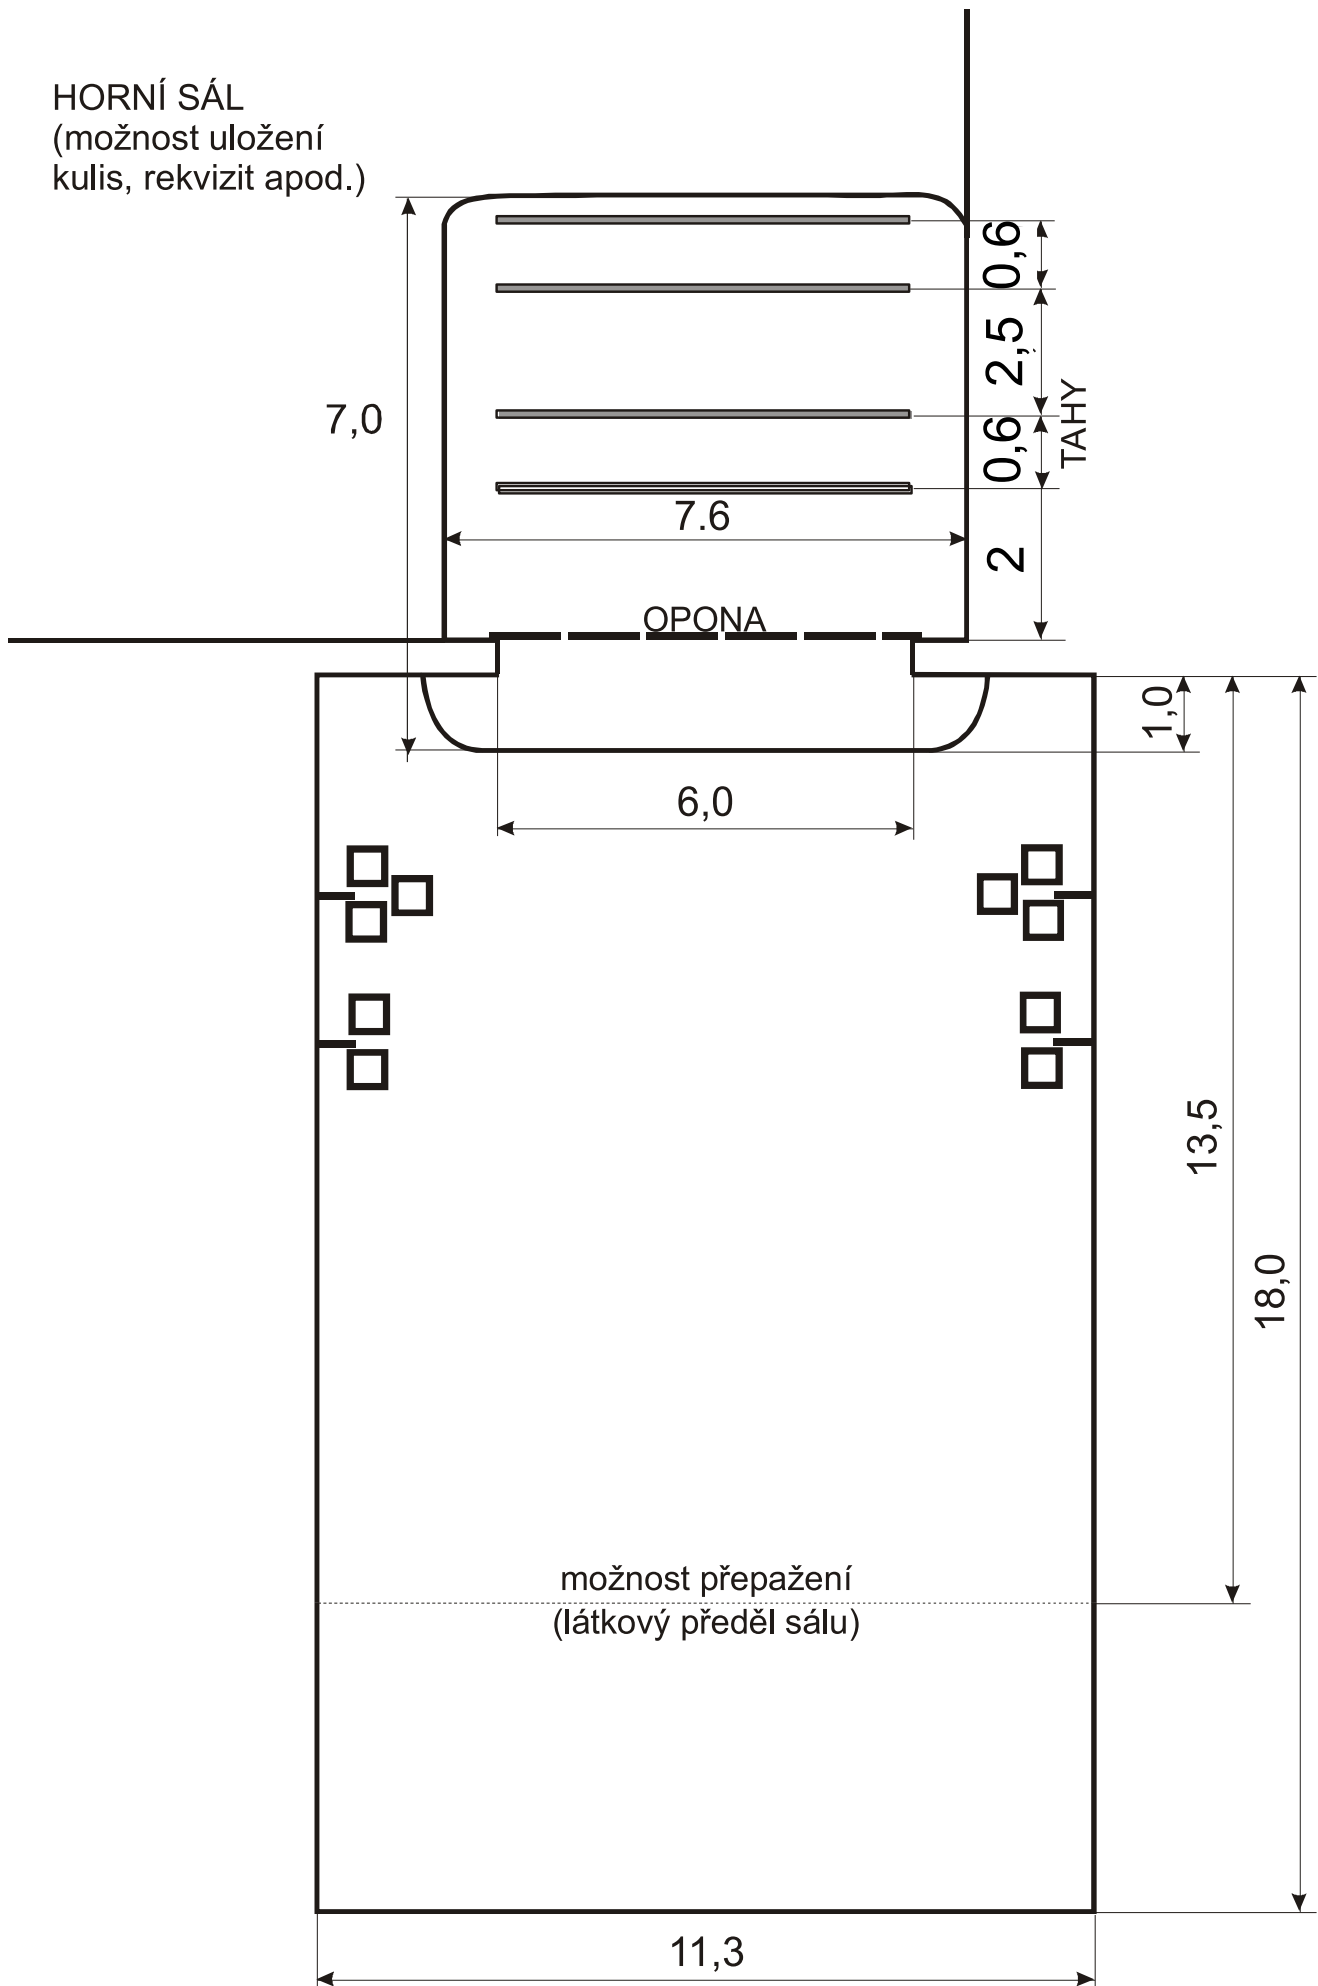 HORNÍ SÁL
(možnost uložení
kulis, rekvizit apod.)
0,6
2,5
7,0
TAHY
0,6
7.6
2
OPONA
1,0
6,0
13,5
18,0
možnost přepažení
(látkový předěl sálu)
11,3